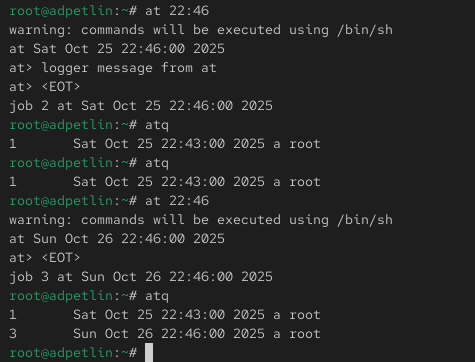 root@adpetlin:~# at 22:46
warning: commands will be executed using /bin/sh
at Sat Oct 25 22:46:00 2025
at> logger message from at
at> <EOT>
job 2 at Sat Oct 25 22:46:00 2025
root@adpetlin:~# atq
1       Sat Oct 25 22:43:00 2025 a root
root@adpetlin:~# atq
1       Sat Oct 25 22:43:00 2025 a root
root@adpetlin:~# at 22:46
warning: commands will be executed using /bin/sh
at Sun Oct 26 22:46:00 2025
at> <EOT>
job 3 at Sun Oct 26 22:46:00 2025
root@adpetlin:~# atq
1       Sat Oct 25 22:43:00 2025 a root
3       Sun Oct 26 22:46:00 2025 a root
root@adpetlin:~#